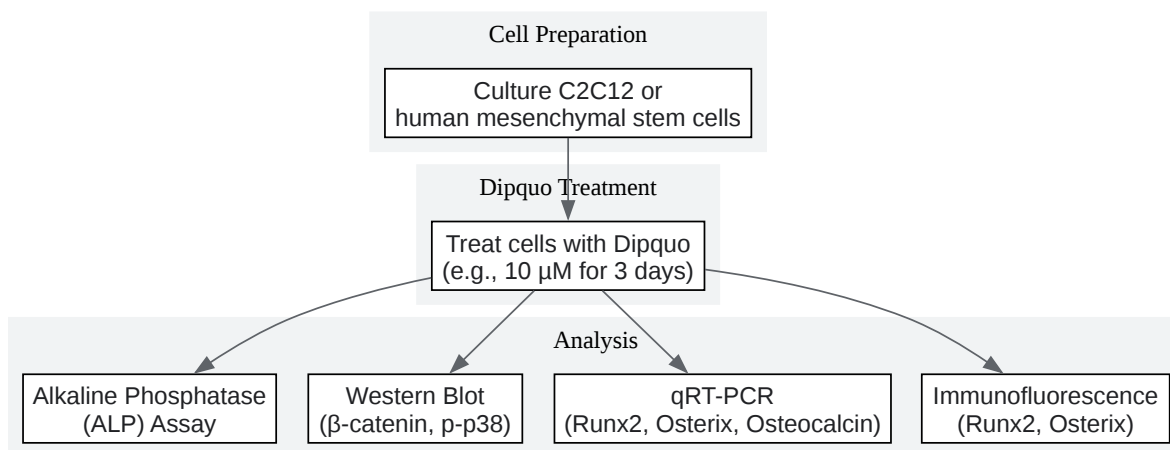 Cell Preparation
Culture C2C12 or
human mesenchymal stem cells
Dipquo Treatment
Treat cells with Dipquo
(e.g., 10 µM for 3 days)
Analysis
Alkaline Phosphatase
(ALP) Assay
Western Blot
(β-catenin, p-p38)
qRT-PCR
(Runx2, Osterix, Osteocalcin)
Immunofluorescence
(Runx2, Osterix)